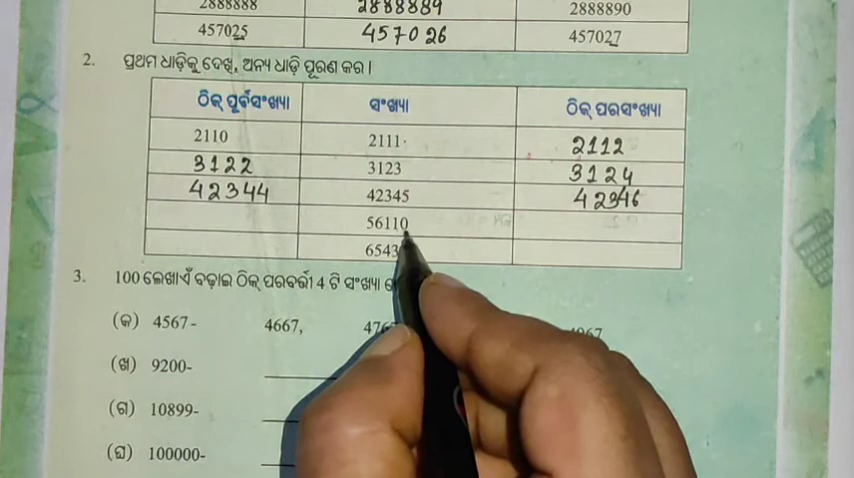 2888888 2888889 2888890
457025 457026 457027
2. ପ୍ରଥମ ଧାଡ଼ିକୁ ଦେଖି, ଅନ୍ୟ ଧାଡ଼ି ପୂରଣ କର।
ଠିକ୍ ପୂର୍ବସଂଖ୍ୟା ସଂଖ୍ୟା ଠିକ୍ ପରସଂଖ୍ୟା
2110 2111 2112
3122 3123 3124
42344 42345 42346
56110
6543
3. 100 ଲେଖାଏଁ ବଢ଼ାଇ ଠିକ୍ ପରବର୍ତ୍ତୀ 4 ଟି ସଂଖ୍ୟା
(କ) 4567- 4667,
(ଖ) 9200-
(ଗ) 10899-
(ଘ) 100000-